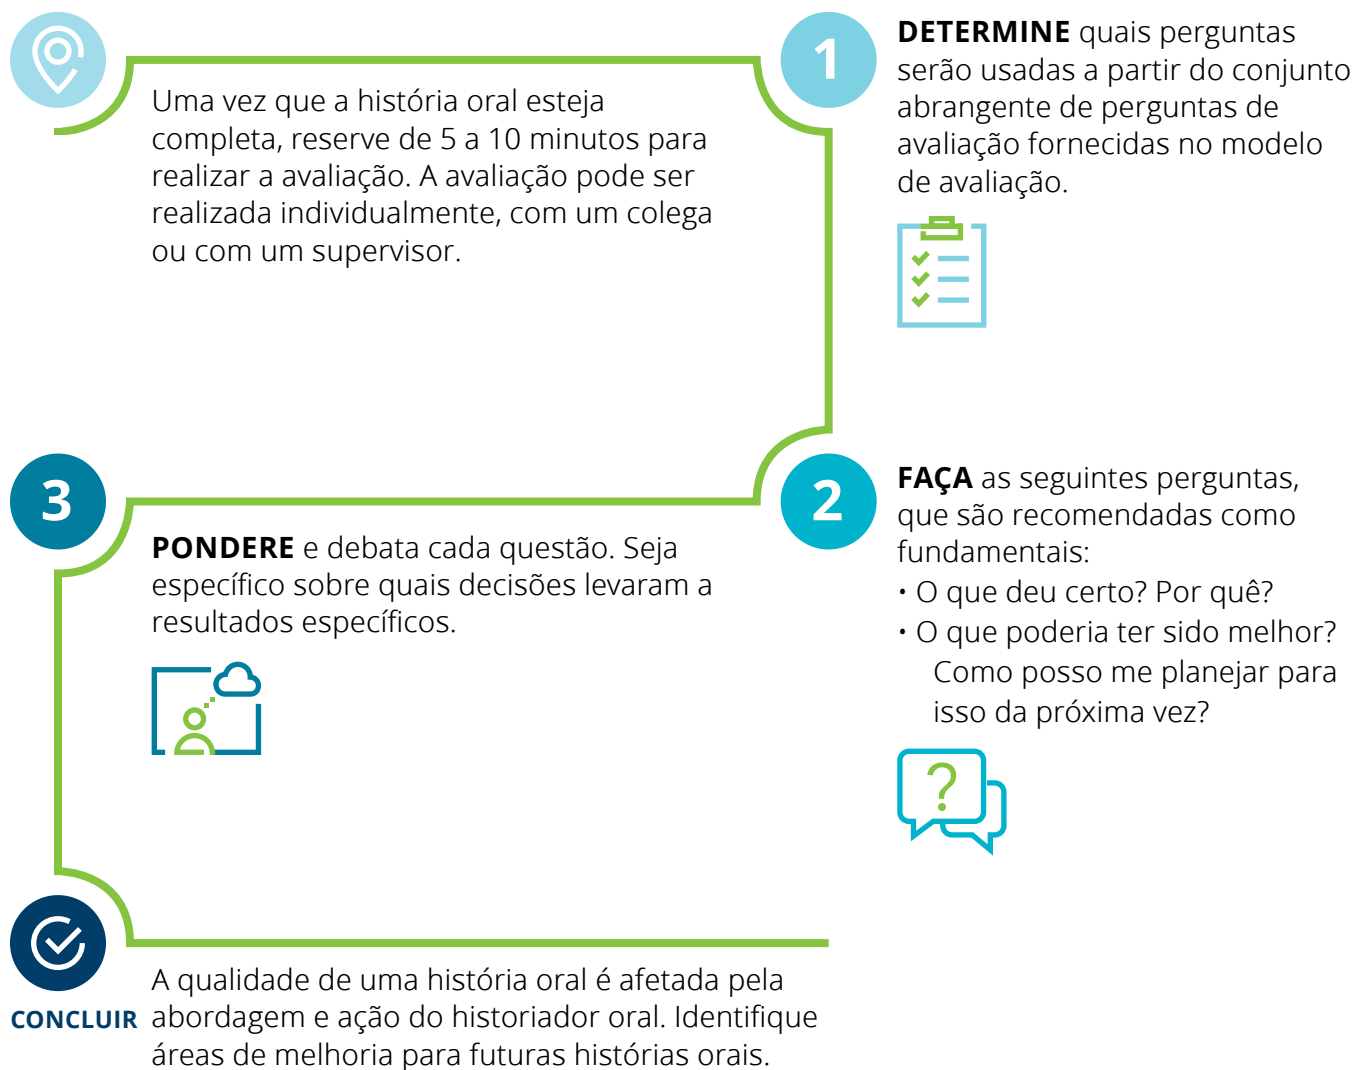 Uma vez que a história oral esteja
completa, reserve de 5 a 10 minutos para
realizar a avaliação. A avaliação pode ser
realizada individualmente, com um colega
ou com um supervisor.
1
DETERMINE quais perguntas
serão usadas a partir do conjunto
abrangente de perguntas de
avaliação fornecidas no modelo
de avaliação.
2
FAÇA as seguintes perguntas,
que são recomendadas como
fundamentais:
• O que deu certo? Por quê?
• O que poderia ter sido melhor?
Como posso me planejar para
isso da próxima vez?
?
3
PONDERE e debata cada questão. Seja
específico sobre quais decisões levaram a
resultados específicos.
CONCLUIR
A qualidade de uma história oral é afetada pela
abordagem e ação do historiador oral. Identifique
áreas de melhoria para futuras histórias orais.